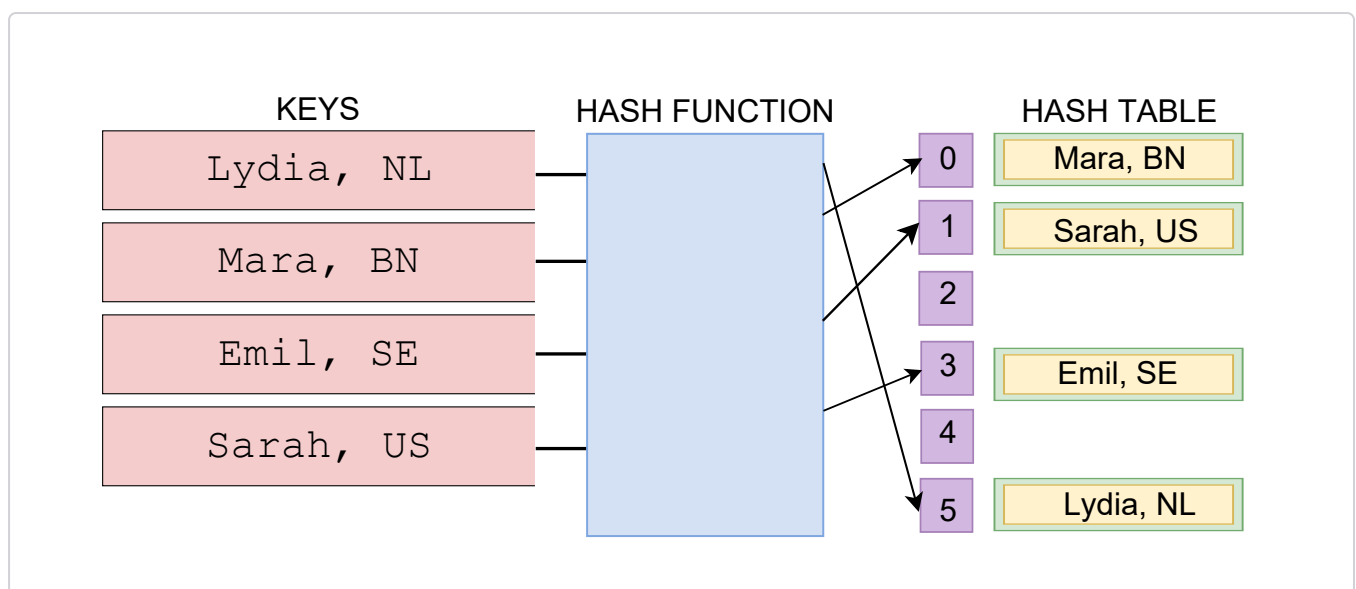 KEYS
HASH FUNCTION
HASH TABLE
Lydia, NL
Mara, BN
Emil, SE
Sarah, US
0
Mara, BN
1
Sarah, US
2
3
Emil, SE
4
5
Lydia, NL